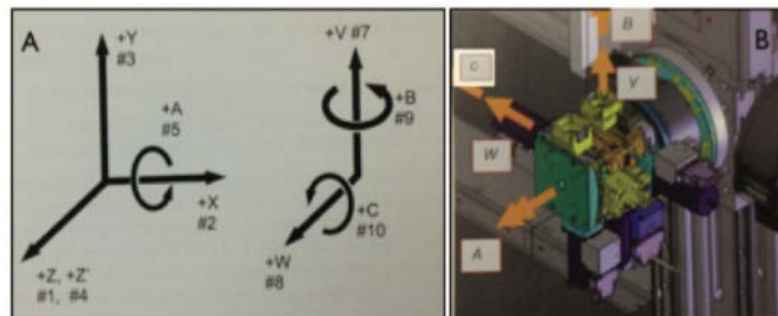 A
+Y
#3
+A
#5
+X
#2
+Z, +Z'
#1, #4
+V #7
+B
#9
+C
#10
+W
#8
B
B
V
W
A